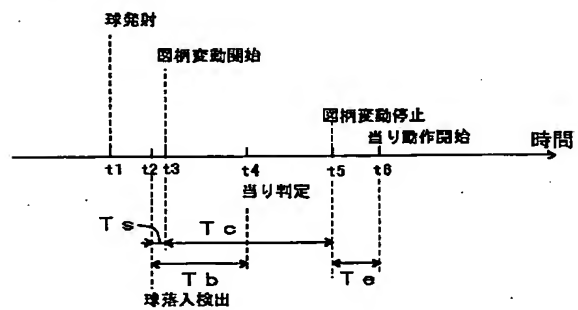 球発射
図柄変動開始
図柄変動停止
当り動作開始
時間
t1 t2 t3 t4 t5 t6
当り判定
Ts Tc
Tb Te
球落入検出